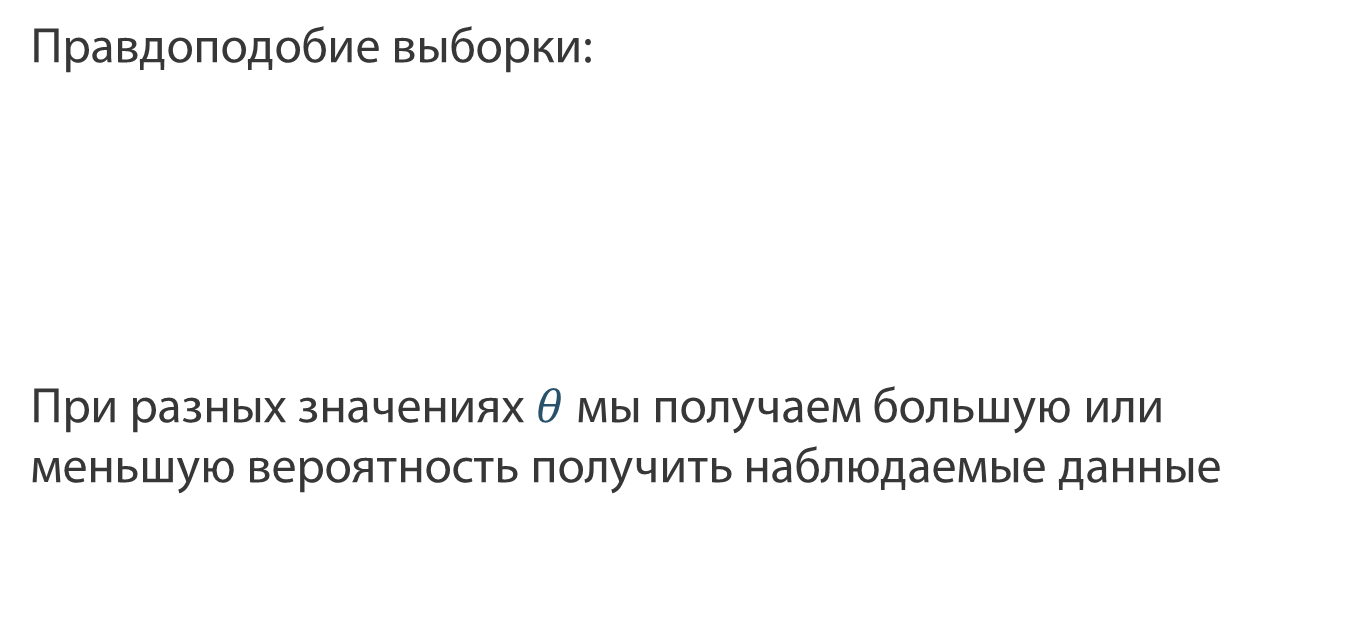 Правдоподобие выборки:
При разных значениях θ мы получаем большую или
меньшую вероятность получить наблюдаемые данные